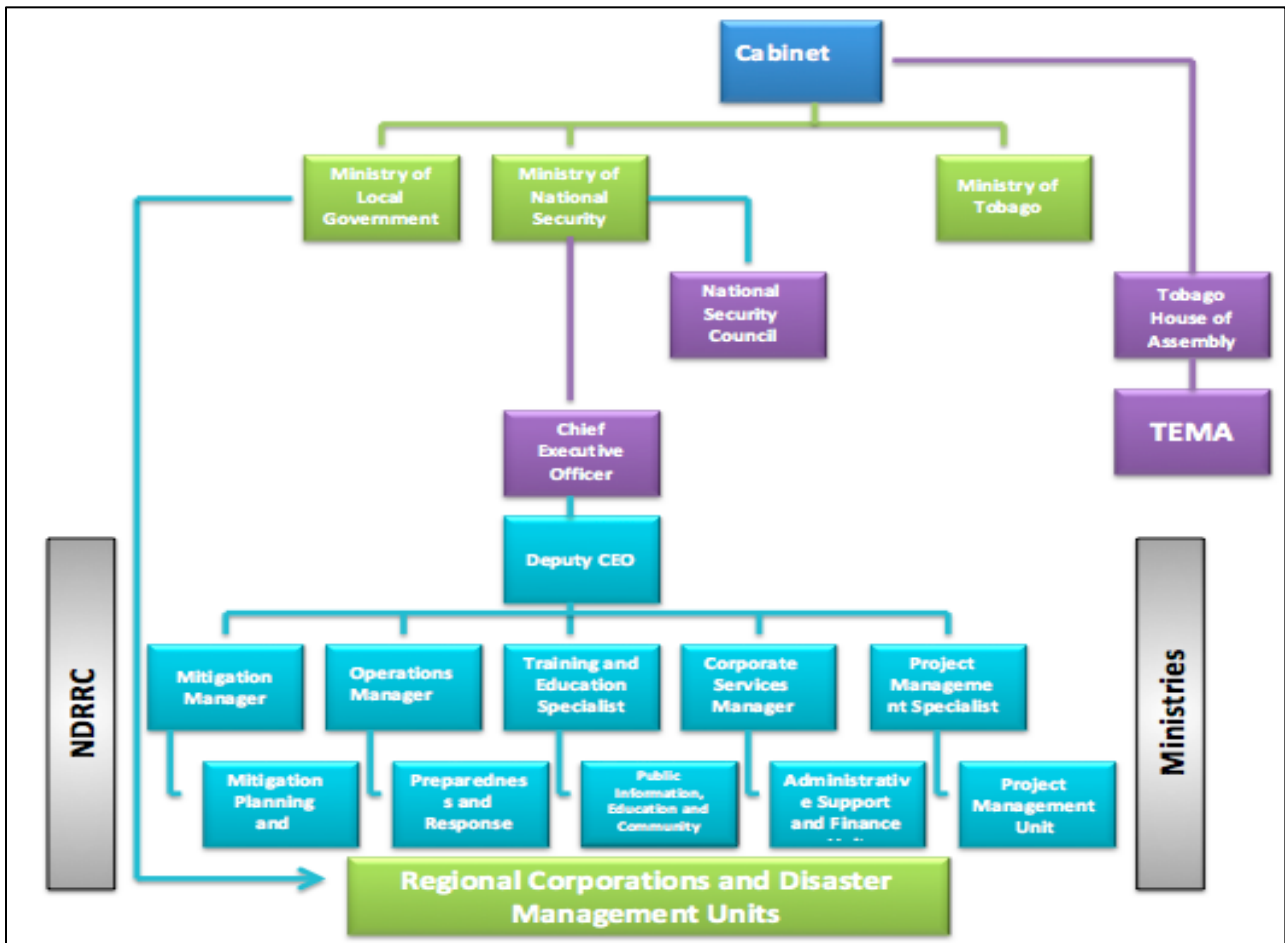 Cabinet
Ministry of
Local
Government
Ministry of
National
Security
Ministry of
Tobago
National
Security
Council
Tobago
House of
Assembly
TEMA
Chief
Executive
Officer
Deputy CEO
NDRRC
Ministries
Mitigation
Manager
Operations
Manager
Training and
Education
Specialist
Corporate
Services
Manager
Project
Manageme
nt Specialist
Mitigation
Planning
and
Preparednes
s and
Response
Public
Information,
Education and
Community
Administrativ
e Support
and Finance
Project
Management
Unit
Regional Corporations and Disaster
Management Units